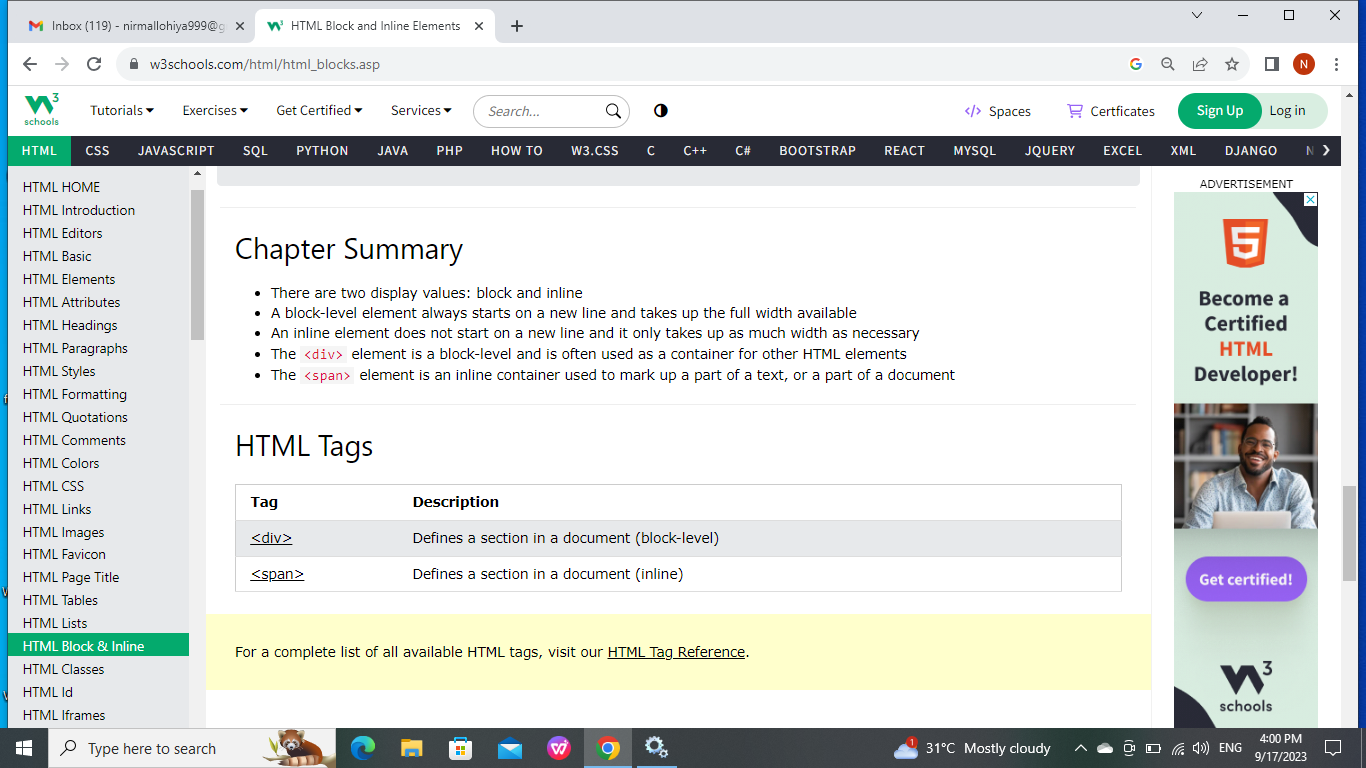 Inbox (119) - nirmallohiya999@g
HTML Block and Inline Elements
w3schools.com/html/html_blocks.asp
N
W3 schools
Tutorials
Exercises
Get Certified
Services
Search...
Spaces
Certficates
Sign Up
Log in
HTML CSS JAVASCRIPT SQL PYTHON JAVA PHP HOW TO W3.CSS C C++ C# BOOTSTRAP REACT MYSQL JQUERY EXCEL XML DJANGO N
HTML HOME
HTML Introduction
HTML Editors
HTML Basic
HTML Elements
HTML Attributes
HTML Headings
HTML Paragraphs
HTML Styles
HTML Formatting
HTML Quotations
HTML Comments
HTML Colors
HTML CSS
HTML Links
HTML Images
HTML Favicon
HTML Page Title
HTML Tables
HTML Lists
HTML Block & Inline
HTML Classes
HTML Id
HTML Iframes
Chapter Summary
• There are two display values: block and inline
• A block-level element always starts on a new line and takes up the full width available
• An inline element does not start on a new line and it only takes up as much width as necessary
• The <div> element is a block-level and is often used as a container for other HTML elements
• The <span> element is an inline container used to mark up a part of a text, or a part of a document
HTML Tags
Tag Description
<div> Defines a section in a document (block-level)
<span> Defines a section in a document (inline)
For a complete list of all available HTML tags, visit our HTML Tag Reference.
ADVERTISEMENT
5
Become a
Certified
HTML
Developer!
Get certified!
W3
schools
Type here to search
1
31°C Mostly cloudy
ENG
4:00 PM
9/17/2023